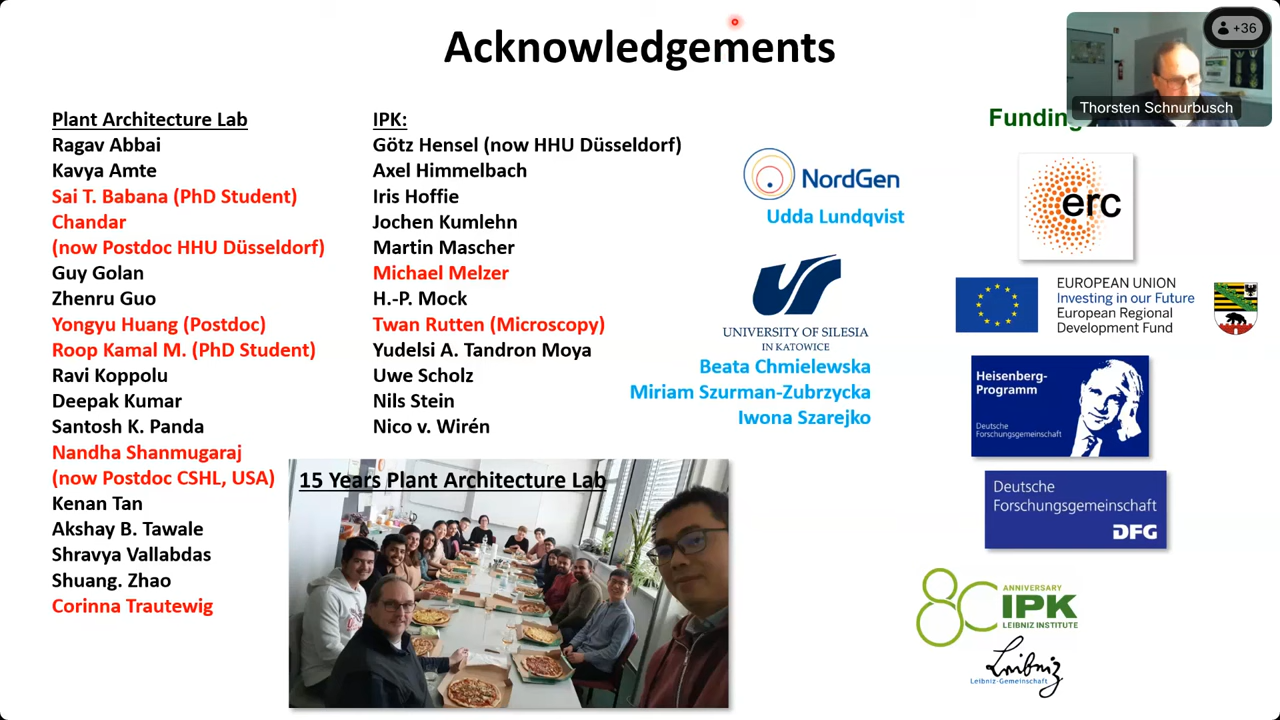 Acknowledgements
+36
Thorsten Schnurbusch
Plant Architecture Lab
Ragav Abbai
Kavya Amte
Sai T. Babana (PhD Student)
Chandar
(now Postdoc HHU Düsseldorf)
Guy Golan
Zhenru Guo
Yongyu Huang (Postdoc)
Roop Kamal M. (PhD Student)
Ravi Koppolu
Deepak Kumar
Santosh K. Panda
Nandha Shanmugaraj
(now Postdoc CSHL, USA)
Kenan Tan
Akshay B. Tawale
Shravya Vallabdas
Shuang. Zhao
Corinna Trautewig
IPK:
Götz Hensel (now HHU Düsseldorf)
Axel Himmelbach
Iris Hoffie
Jochen Kumlehn
Martin Mascher
Michael Melzer
H.-P. Mock
Twan Rutten (Microscopy)
Yudelsi A. Tandron Moya
Uwe Scholz
Nils Stein
Nico v. Wirén
15 Years Plant Architecture Lab
NordGen
Udda Lundqvist
UNIVERSITY OF SILESIA
IN KATOWICE
Beata Chmielewska
Miriam Szurman-Zubrzycka
Iwona Szarejko
Funding
erc
EUROPEAN UNION
Investing in our Future
European Regional
Development Fund
Heisenberg-
Programm
Deutsche
Forschungsgemeinschaft
Deutsche
Forschungsgemeinschaft
DFG
80
ANNIVERSARY
IPK
LEIBNIZ INSTITUTE
Leibniz
Leibniz-Gemeinschaft